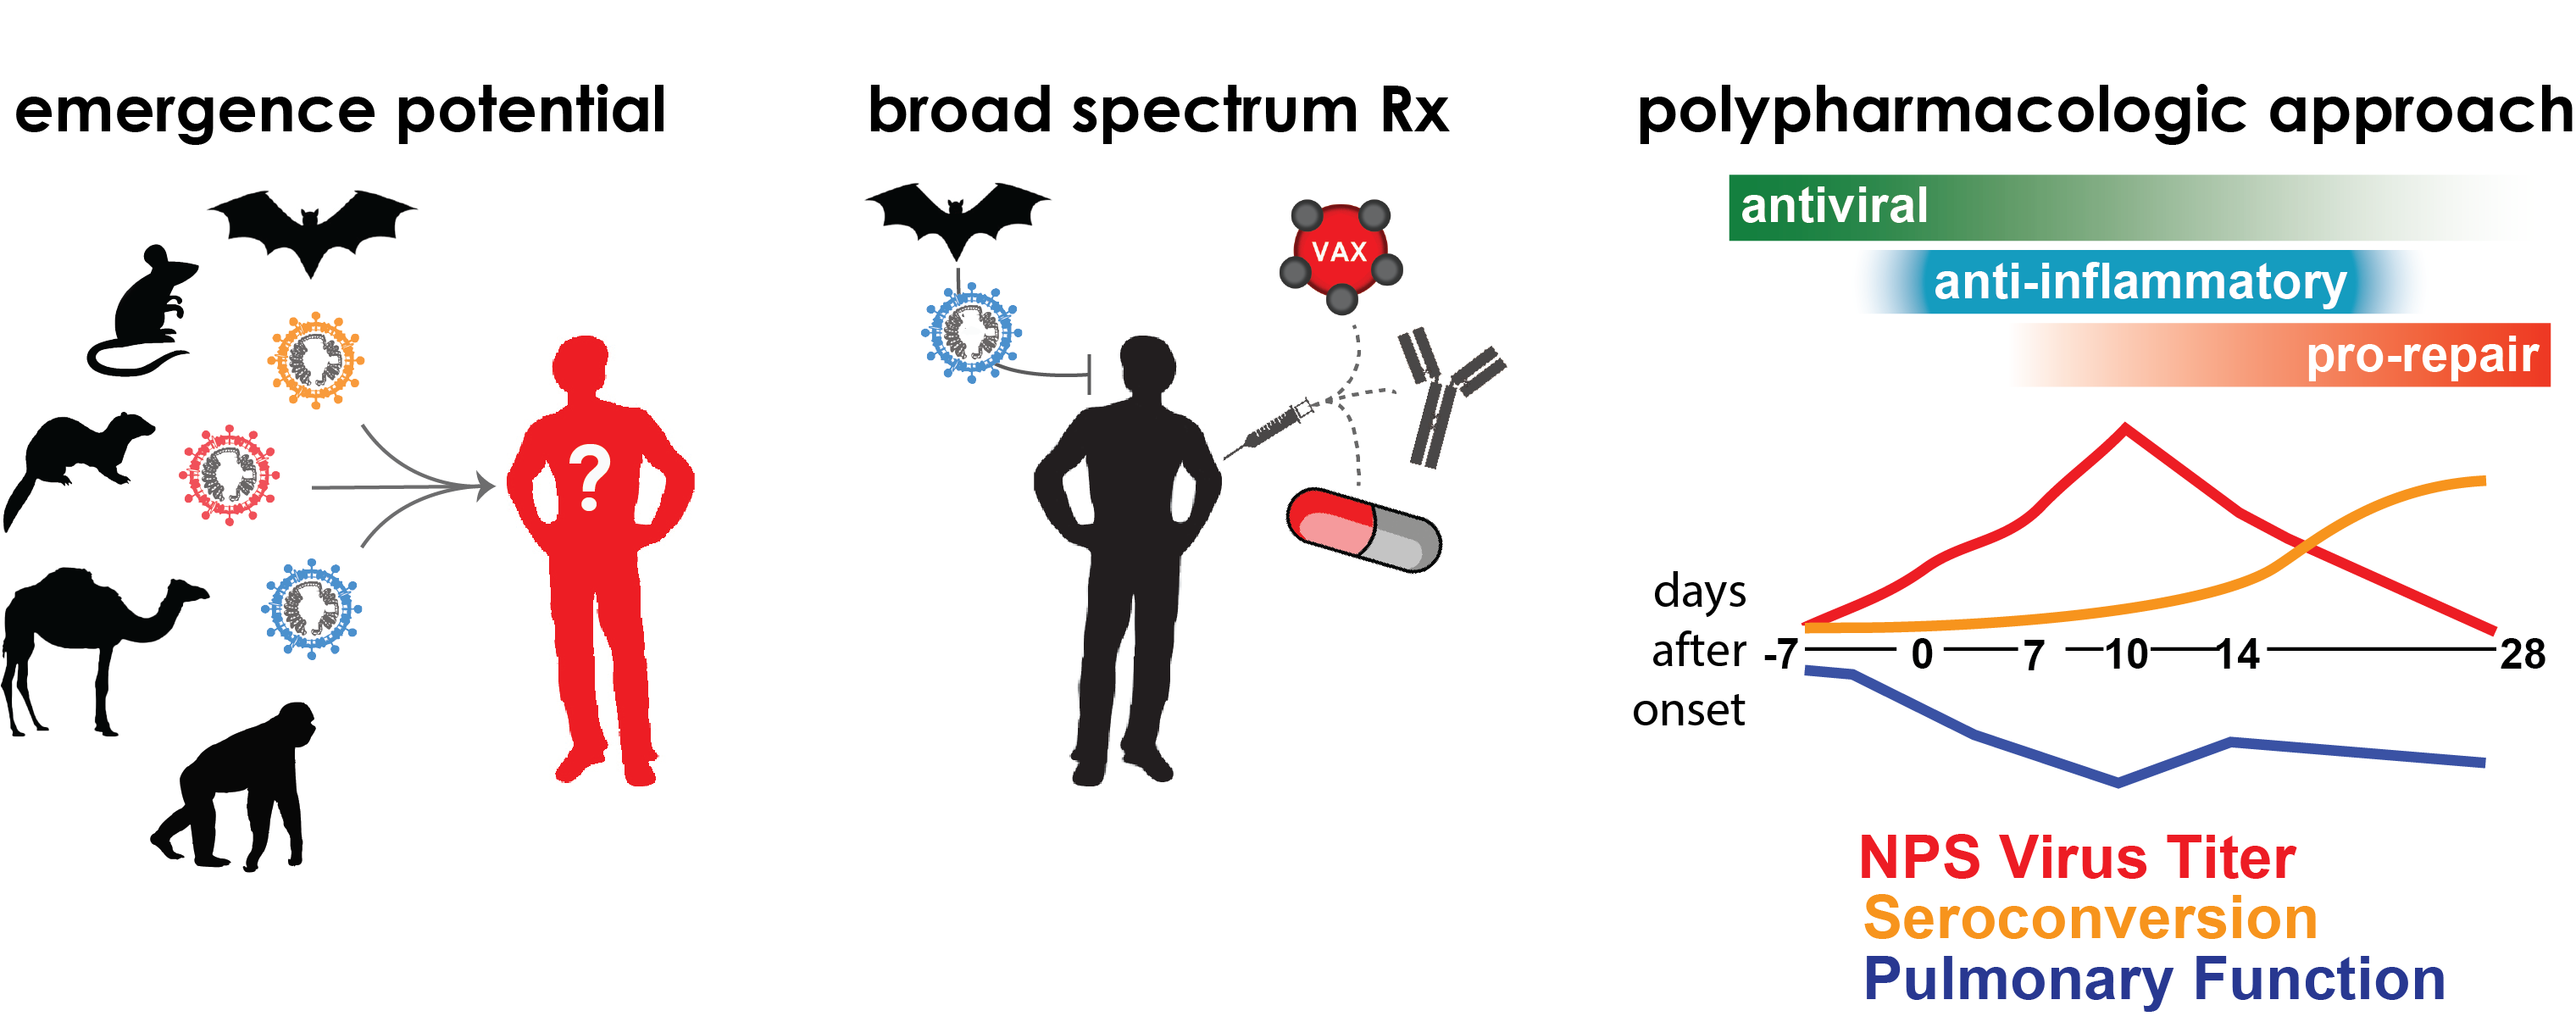 emergence potential
?
broad spectrum Rx
VAX
polypharmacologic approach
antiviral
anti-inflammatory
pro-repair
days
after
onset
-7 0 7 10 14 28
NPS Virus Titer
Seroconversion
Pulmonary Function